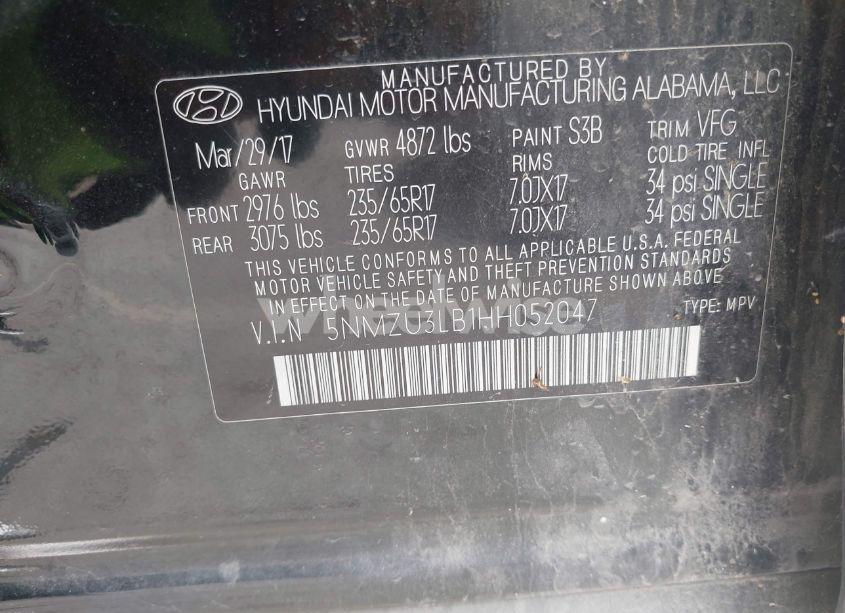 MANUFACTURED BY
HYUNDAI MOTOR MANUFACTURING ALABAMA, LLC
Mar/29/17 GVWR 4872 lbs PAINT S3B TRIM VFG
GAWR TIRES RIMS COLD TIRE INFL
FRONT 2976 lbs 235/65R17 7.0JX17 34 psi SINGLE
REAR 3075 lbs 235/65R17 7.0JX17 34 psi SINGLE
THIS VEHICLE CONFORMS TO ALL APPLICABLE U.S.A. FEDERAL
MOTOR VEHICLE SAFETY AND THEFT PREVENTION STANDARDS
IN EFFECT ON THE DATE OF MANUFACTURE SHOWN ABOVE.
V.I.N 5NMZU3LB1HH052047 TYPE: MPV